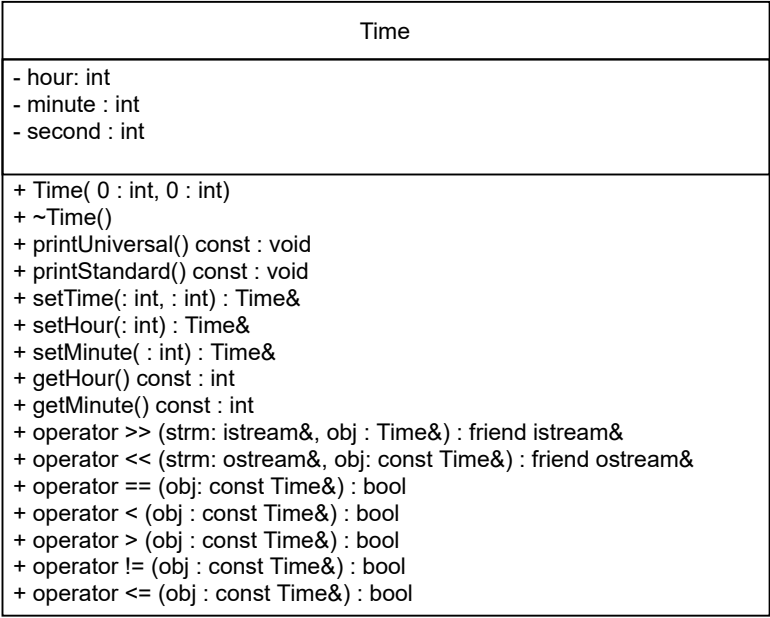 Time
- hour: int
- minute : int
- second : int
+ Time( 0 : int, 0 : int)
+ ~Time()
+ printUniversal() const : void
+ printStandard() const : void
+ setTime(: int, : int) : Time&
+ setHour(: int) : Time&
+ setMinute( : int) : Time&
+ getHour() const : int
+ getMinute() const : int
+ operator >> (strm: istream&, obj : Time&) : friend istream&
+ operator << (strm: ostream&, obj: const Time&) : friend ostream&
+ operator == (obj: const Time&) : bool
+ operator < (obj : const Time&) : bool
+ operator > (obj : const Time&) : bool
+ operator != (obj : const Time&) : bool
+ operator <= (obj : const Time&) : bool